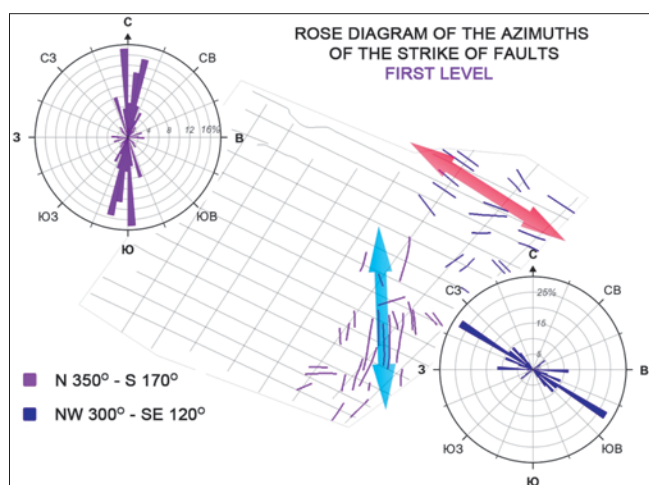 ROSE DIAGRAM OF THE AZIMUTHS
OF THE STRIKE OF FAULTS
FIRST LEVEL
С
СЗ
СВ
З
4
8
12
16%
В
ЮЗ
ЮВ
Ю
С
СЗ
25%
СВ
15
5
З
В
ЮЗ
ЮВ
Ю
N 350° - S 170°
NW 300° - SE 120°